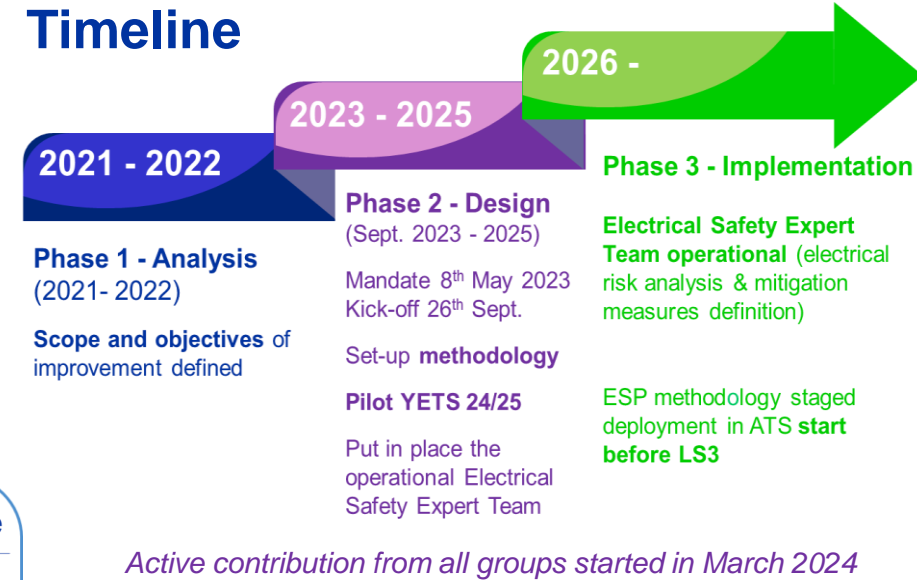 Timeline
2021 - 2022
2023 - 2025
2026 -
Phase 1 - Analysis
(2021- 2022)
Scope and objectives of
improvement defined
Phase 2 - Design
(Sept. 2023 - 2025)
Mandate 8th May 2023
Kick-off 26th Sept.
Set-up methodology
Pilot YETS 24/25
Put in place the
operational Electrical
Safety Expert Team
Phase 3 - Implementation
Electrical Safety Expert
Team operational (electrical
risk analysis & mitigation
measures definition)
ESP methodology staged
deployment in ATS start
before LS3
Active contribution from all groups started in March 2024